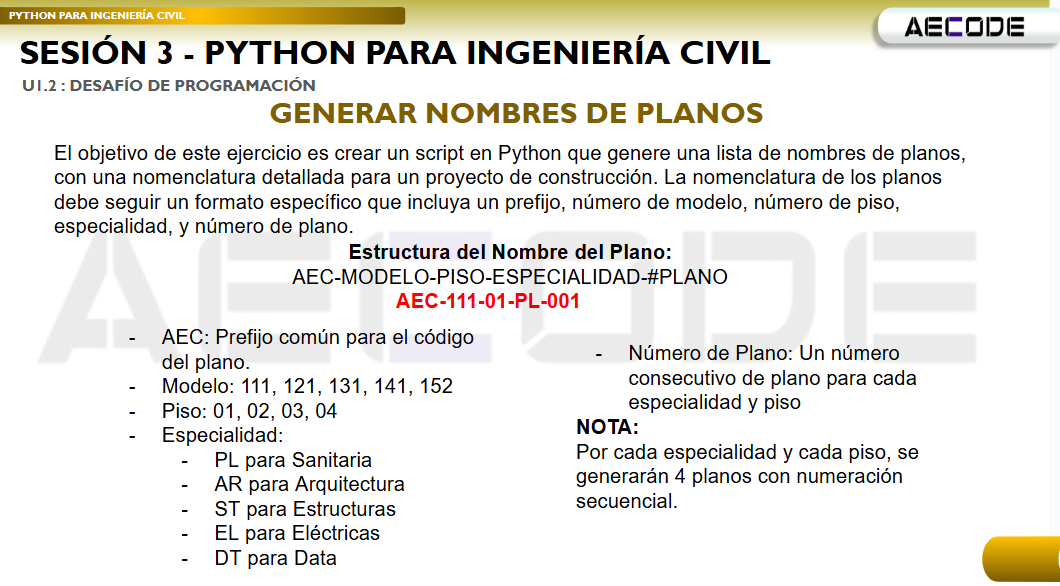 PYTHON PARA INGENIERÍA CIVIL
AECODE
SESIÓN 3 - PYTHON PARA INGENIERÍA CIVIL
U1.2 : DESAFÍO DE PROGRAMACIÓN
GENERAR NOMBRES DE PLANOS
El objetivo de este ejercicio es crear un script en Python que genere una lista de nombres de planos,
con una nomenclatura detallada para un proyecto de construcción. La nomenclatura de los planos
debe seguir un formato específico que incluya un prefijo, número de modelo, número de piso,
especialidad, y número de plano.
Estructura del Nombre del Plano:
AEC-MODELO-PISO-ESPECIALIDAD-#PLANO
AEC-111-01-PL-001
AECODE
- AEC: Prefijo común para el código
del plano.
- Modelo: 111, 121, 131, 141, 152
- Piso: 01, 02, 03, 04
- Especialidad:
- PL para Sanitaria
- AR para Arquitectura
- ST para Estructuras
- EL para Eléctricas
- DT para Data
- Número de Plano: Un número
consecutivo de plano para cada
especialidad y piso
NOTA:
Por cada especialidad y cada piso, se
generarán 4 planos con numeración
secuencial.